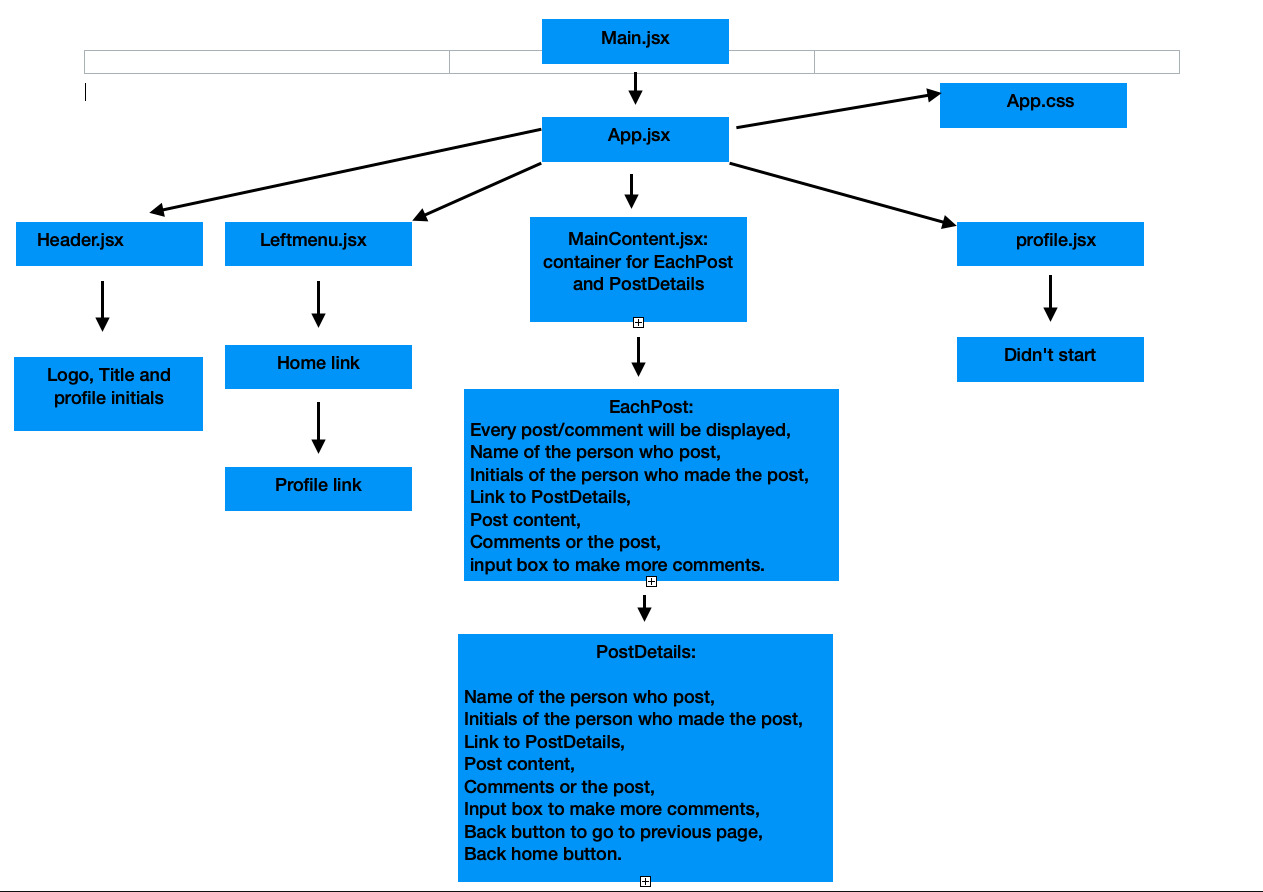 Main.jsx
App.css
App.jsx
Header.jsx
Leftmenu.jsx
MainContent.jsx:
container for EachPost
and PostDetails
profile.jsx
Logo, Title and
profile initials
Home link
Profile link
Didn't start
EachPost:
Every post/comment will be displayed,
Name of the person who post,
Initials of the person who made the post,
Link to PostDetails,
Post content,
Comments or the post,
input box to make more comments.
PostDetails:
Name of the person who post,
Initials of the person who made the post,
Link to PostDetails,
Post content,
Comments or the post,
Input box to make more comments,
Back button to go to previous page,
Back home button.